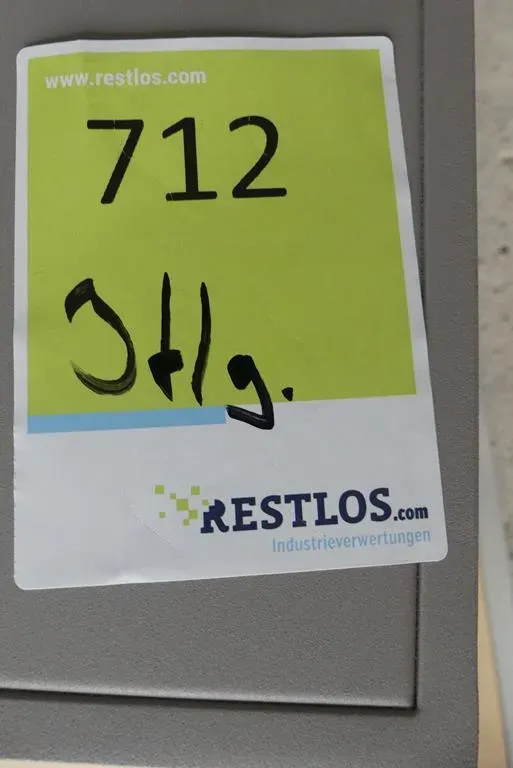 www.restlos.com
712
3tlg.
RESTLOS.com
Industrieverwertungen